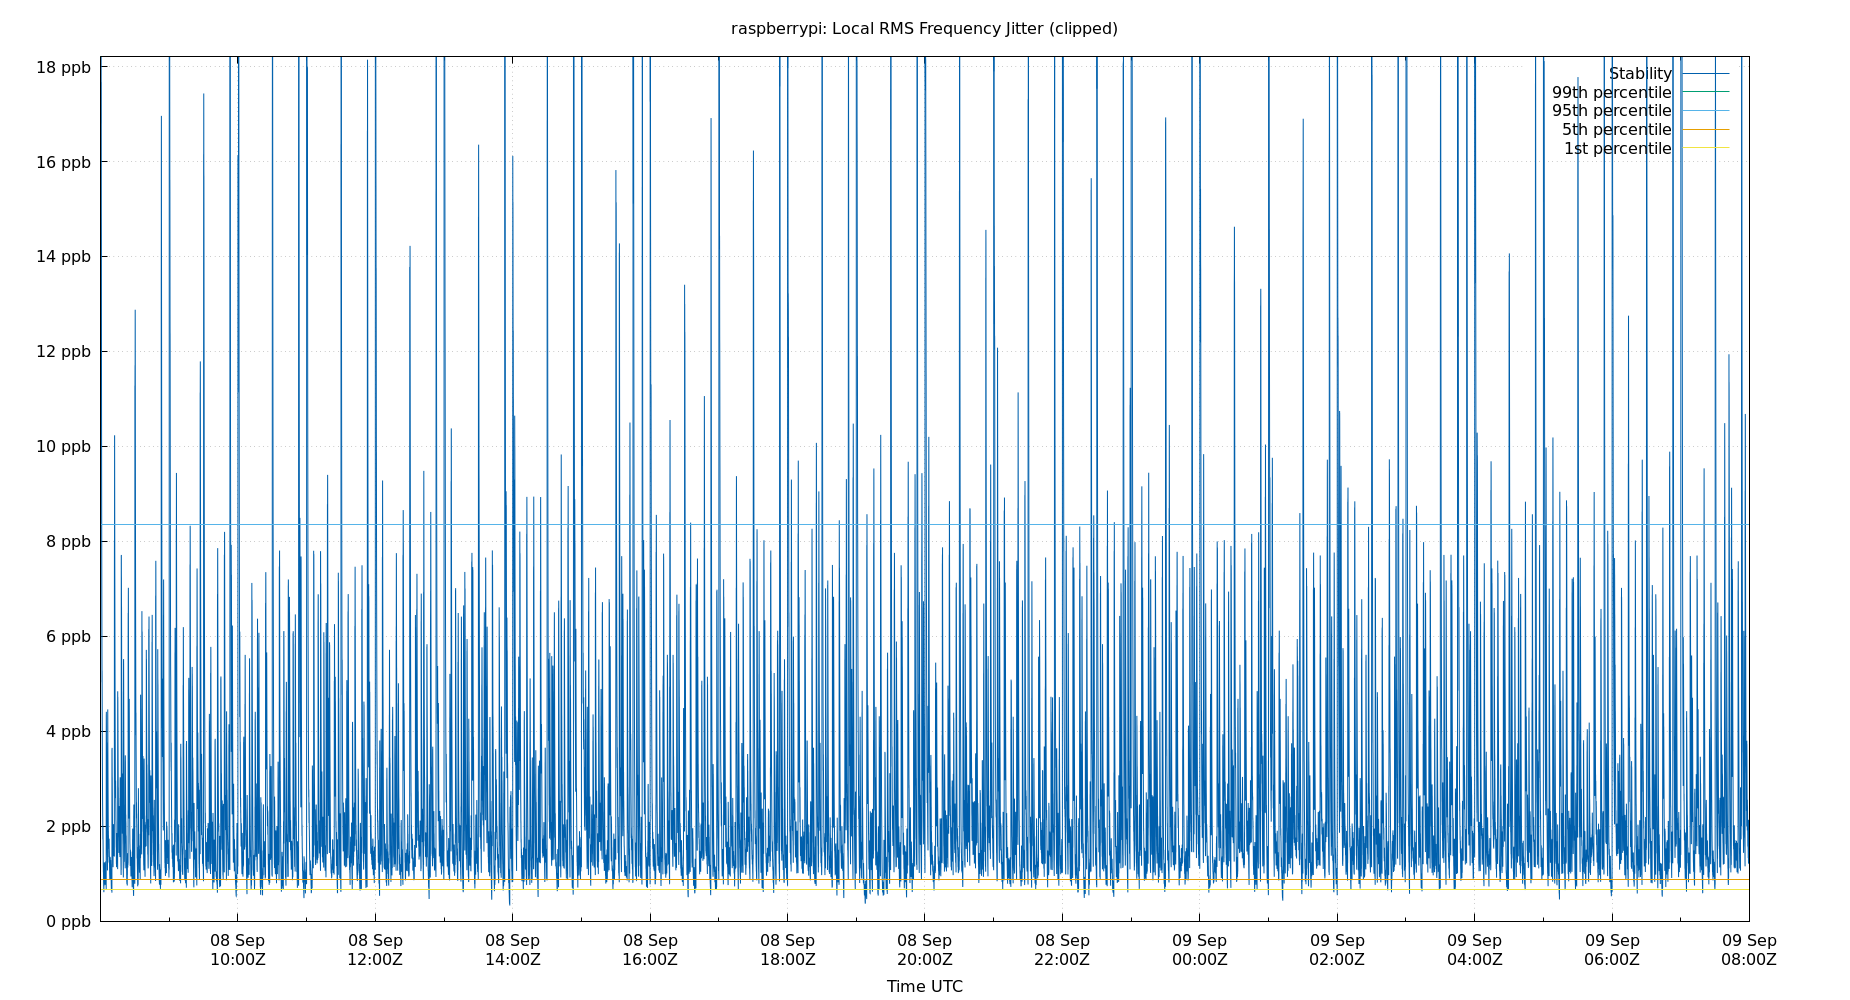 raspberrypi: Local RMS Frequency Jitter (clipped)
18 ppb
16 ppb
14 ppb
12 ppb
10 ppb
8 ppb
6 ppb
4 ppb
2 ppb
0 ppb
Stability
99th percentile
95th percentile
5th percentile
1st percentile
08 Sep 08 Sep 08 Sep 08 Sep 08 Sep 08 Sep 08 Sep 09 Sep 09 Sep 09 Sep 09 Sep 09 Sep
10:00Z 12:00Z 14:00Z 16:00Z 18:00Z 20:00Z 22:00Z 00:00Z 02:00Z 04:00Z 06:00Z 08:00Z
Time UTC